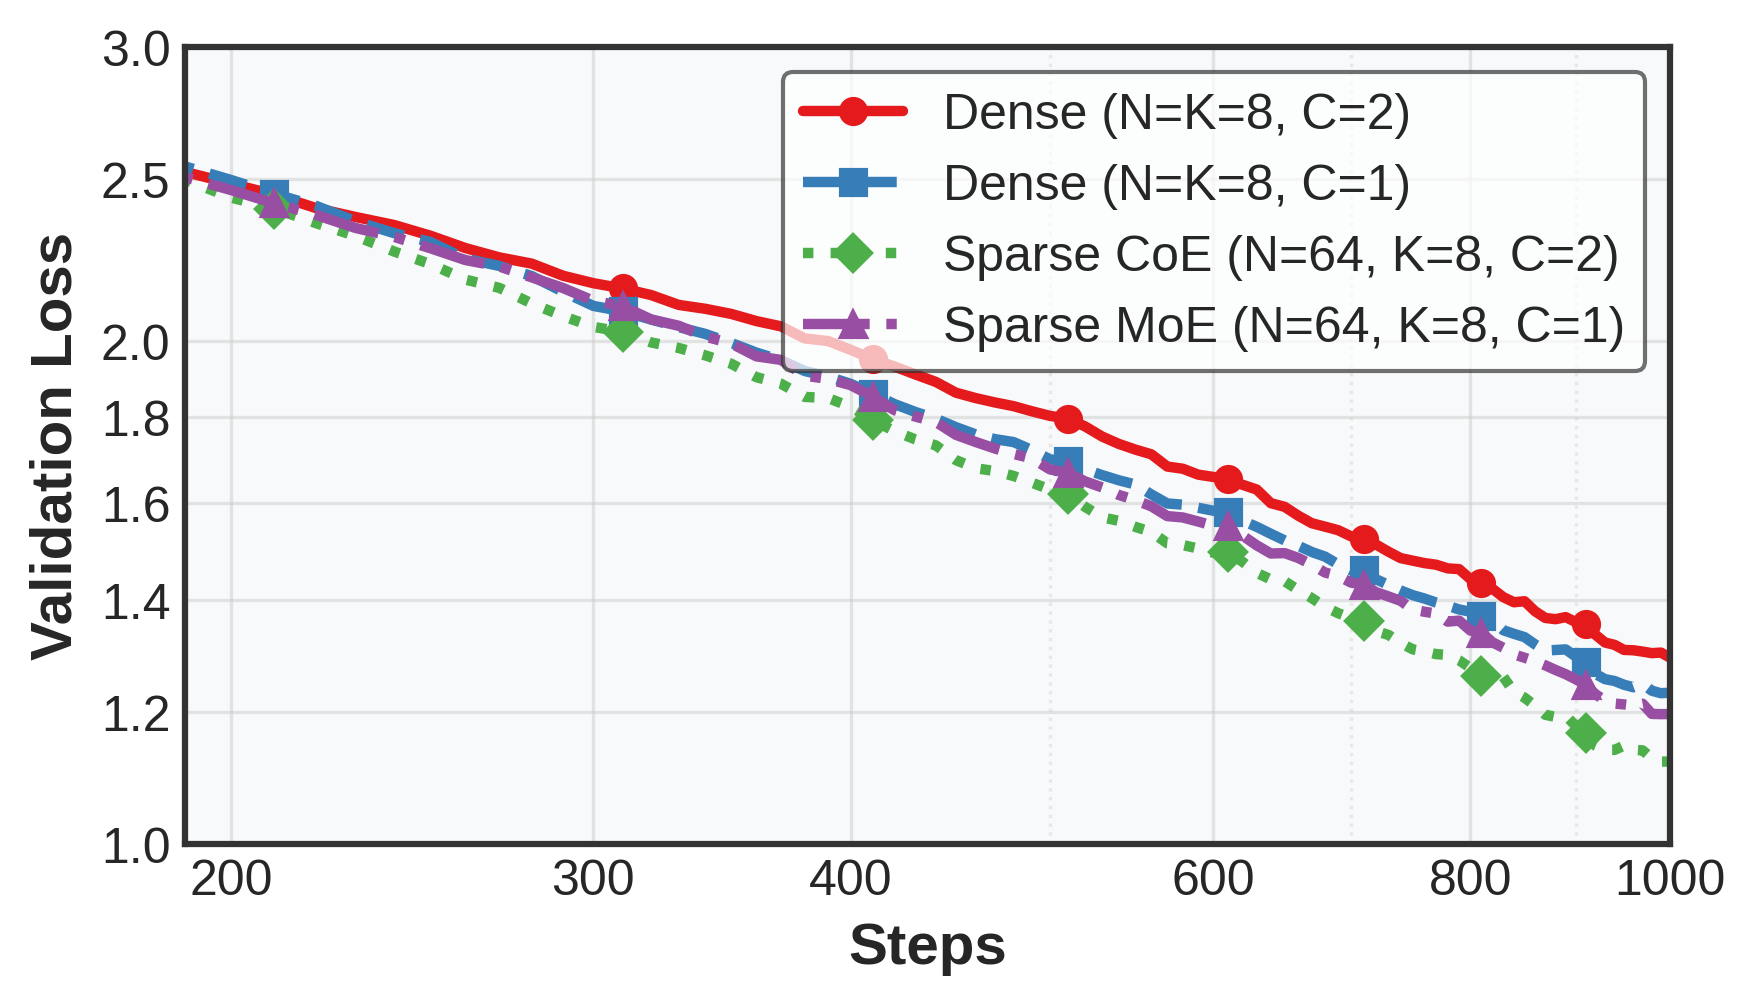 3.0
2.5
2.0
1.8
1.6
1.4
1.2
1.0
Validation Loss
Dense (N=K=8, C=2)
Dense (N=K=8, C=1)
Sparse CoE (N=64, K=8, C=2)
Sparse MoE (N=64, K=8, C=1)
200 300 400 600 800 1000
Steps